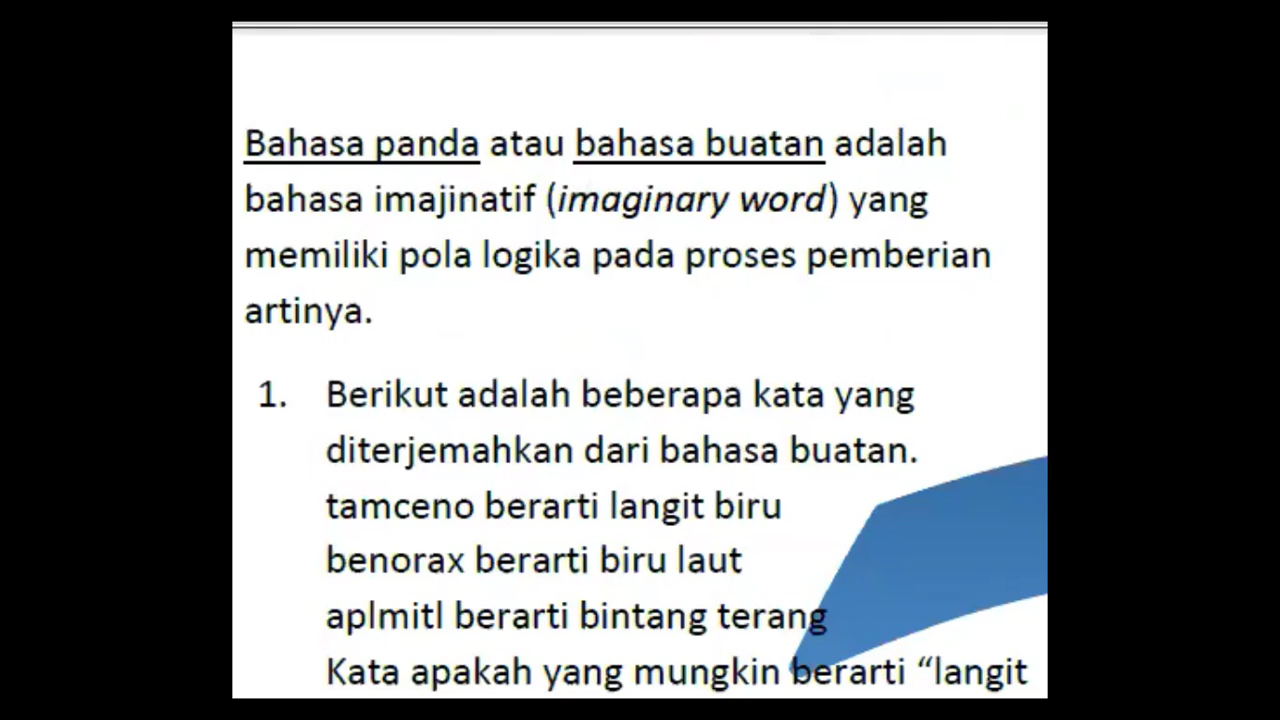 Bahasa panda atau bahasa buatan adalah
bahasa imajinatif (imaginary word) yang
memiliki pola logika pada proses pemberian
artinya.
1. Berikut adalah beberapa kata yang
diterjemahkan dari bahasa buatan.
tamceno berarti langit biru
benorax berarti biru laut
aplmitl berarti bintang terang
Kata apakah yang mungkin berarti “langit